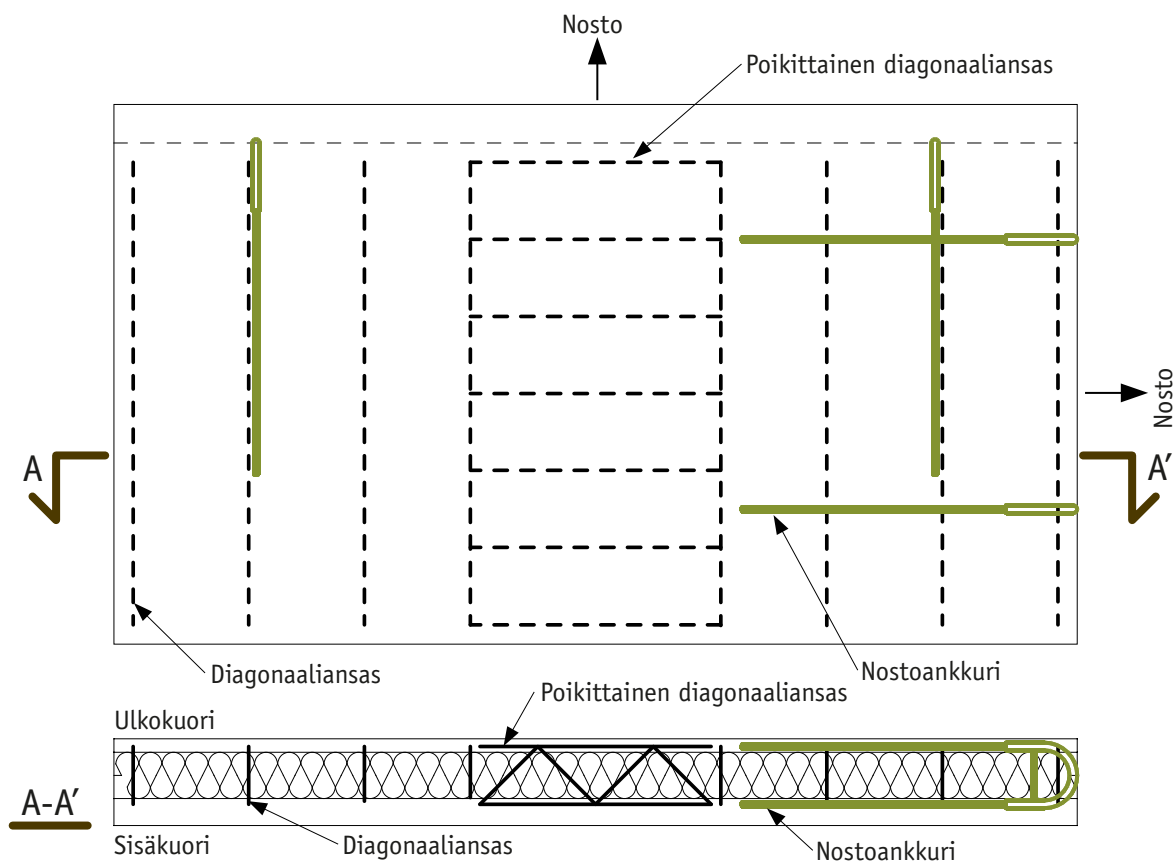 Nosto
Poikittainen diagonaaliansas
Nosto
A
A'
Diagonaaliansas
Nostoankkuri
Poikittainen diagonaaliansas
Ulkokuori
A-A'
Sisäkuori
Diagonaaliansas
Nostoankkuri